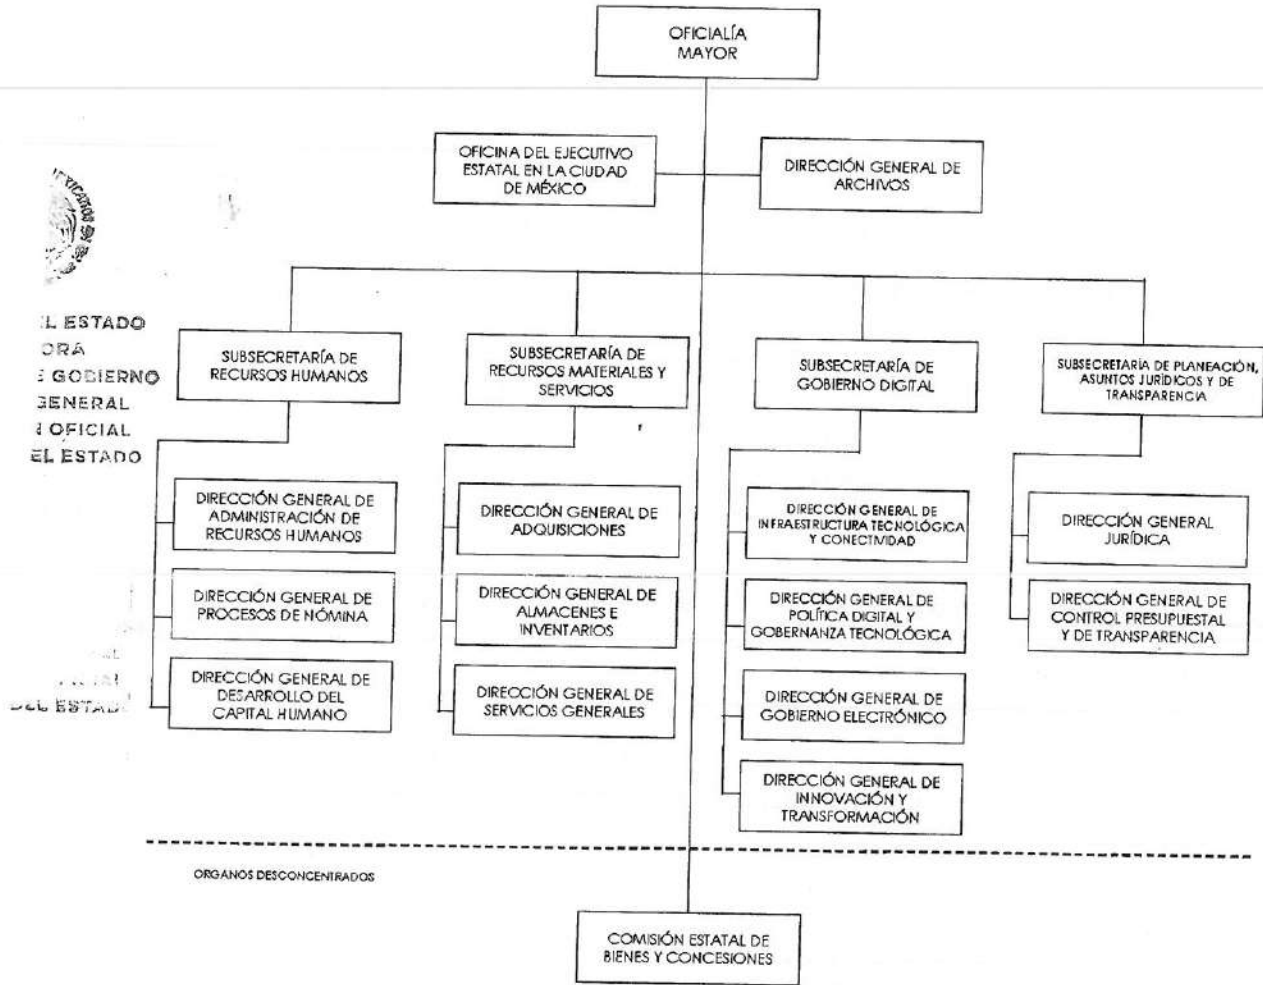 OFICIALÍA
MAYOR
OFICINA DEL EJECUTIVO
ESTATAL EN LA CIUDAD
DE MÉXICO
DIRECCIÓN GENERAL DE
ARCHIVOS
EL ESTADO
GOBIERNO
GENERAL
OFICIAL
EL ESTADO
SUBSECRETARÍA DE
RECURSOS HUMANOS
SUBSECRETARÍA DE
RECURSOS MATERIALES Y
SERVICIOS
SUBSECRETARÍA DE
GOBIERNO DIGITAL
SUBSECRETARÍA DE PLANEACIÓN,
ASUNTOS JURÍDICOS Y DE
TRANSPARENCIA
DIRECCIÓN GENERAL DE
ADMINISTRACIÓN DE
RECURSOS HUMANOS
DIRECCIÓN GENERAL DE
PROCESOS DE NÓMINA
DIRECCIÓN GENERAL DE
DESARROLLO DEL
CAPITAL HUMANO
DIRECCIÓN GENERAL DE
ADQUISICIONES
DIRECCIÓN GENERAL DE
ALMACENES E
INVENTARIOS
DIRECCIÓN GENERAL DE
SERVICIOS GENERALES
DIRECCIÓN GENERAL DE
INFRAESTRUCTURA TECNOLÓGICA
Y CONECTIVIDAD
DIRECCIÓN GENERAL DE
POLÍTICA DIGITAL Y
GOBERNANZA TECNOLÓGICA
DIRECCIÓN GENERAL DE
GOBIERNO ELECTRÓNICO
DIRECCIÓN GENERAL DE
INNOVACIÓN Y
TRANSFORMACIÓN
DIRECCIÓN GENERAL
JURÍDICA
DIRECCIÓN GENERAL DE
CONTROL PRESUPUESTAL
Y DE TRANSPARENCIA
DEL ESTADO
ORGANOS DESCONCENTRADOS
COMISIÓN ESTATAL DE
BIENES Y CONCESIONES